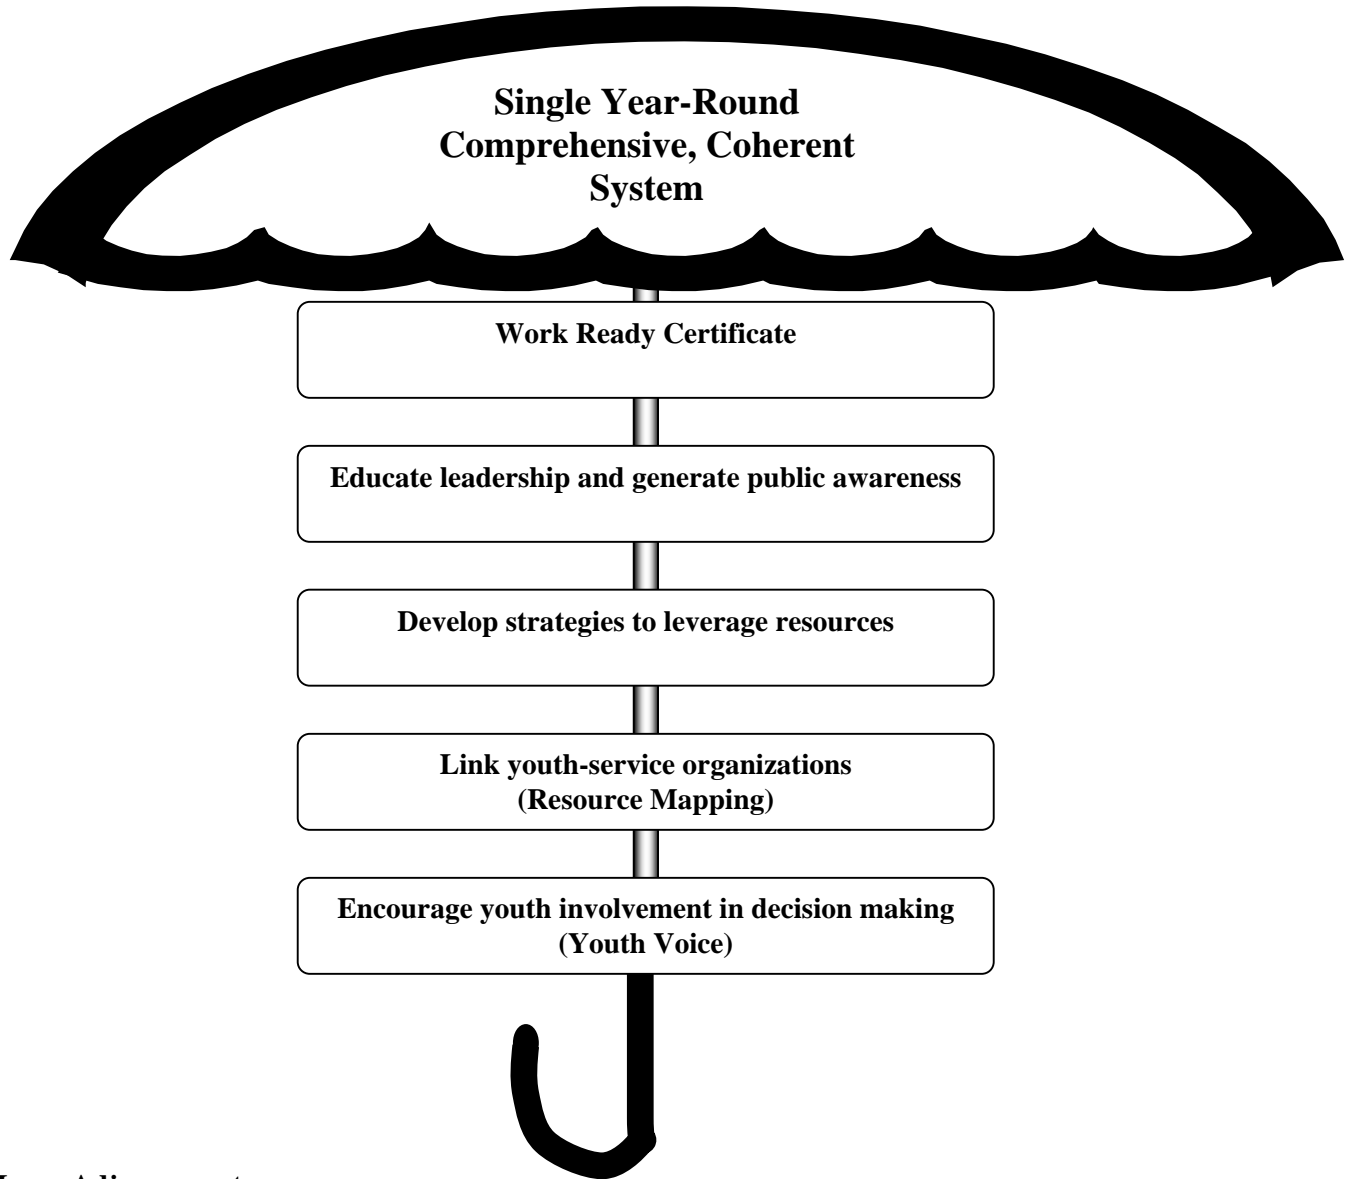 Single Year-Round
Comprehensive, Coherent
System
Work Ready Certificate
Educate leadership and generate public awareness
Develop strategies to leverage resources
Link youth-service organizations
(Resource Mapping)
Encourage youth involvement in decision making
(Youth Voice)